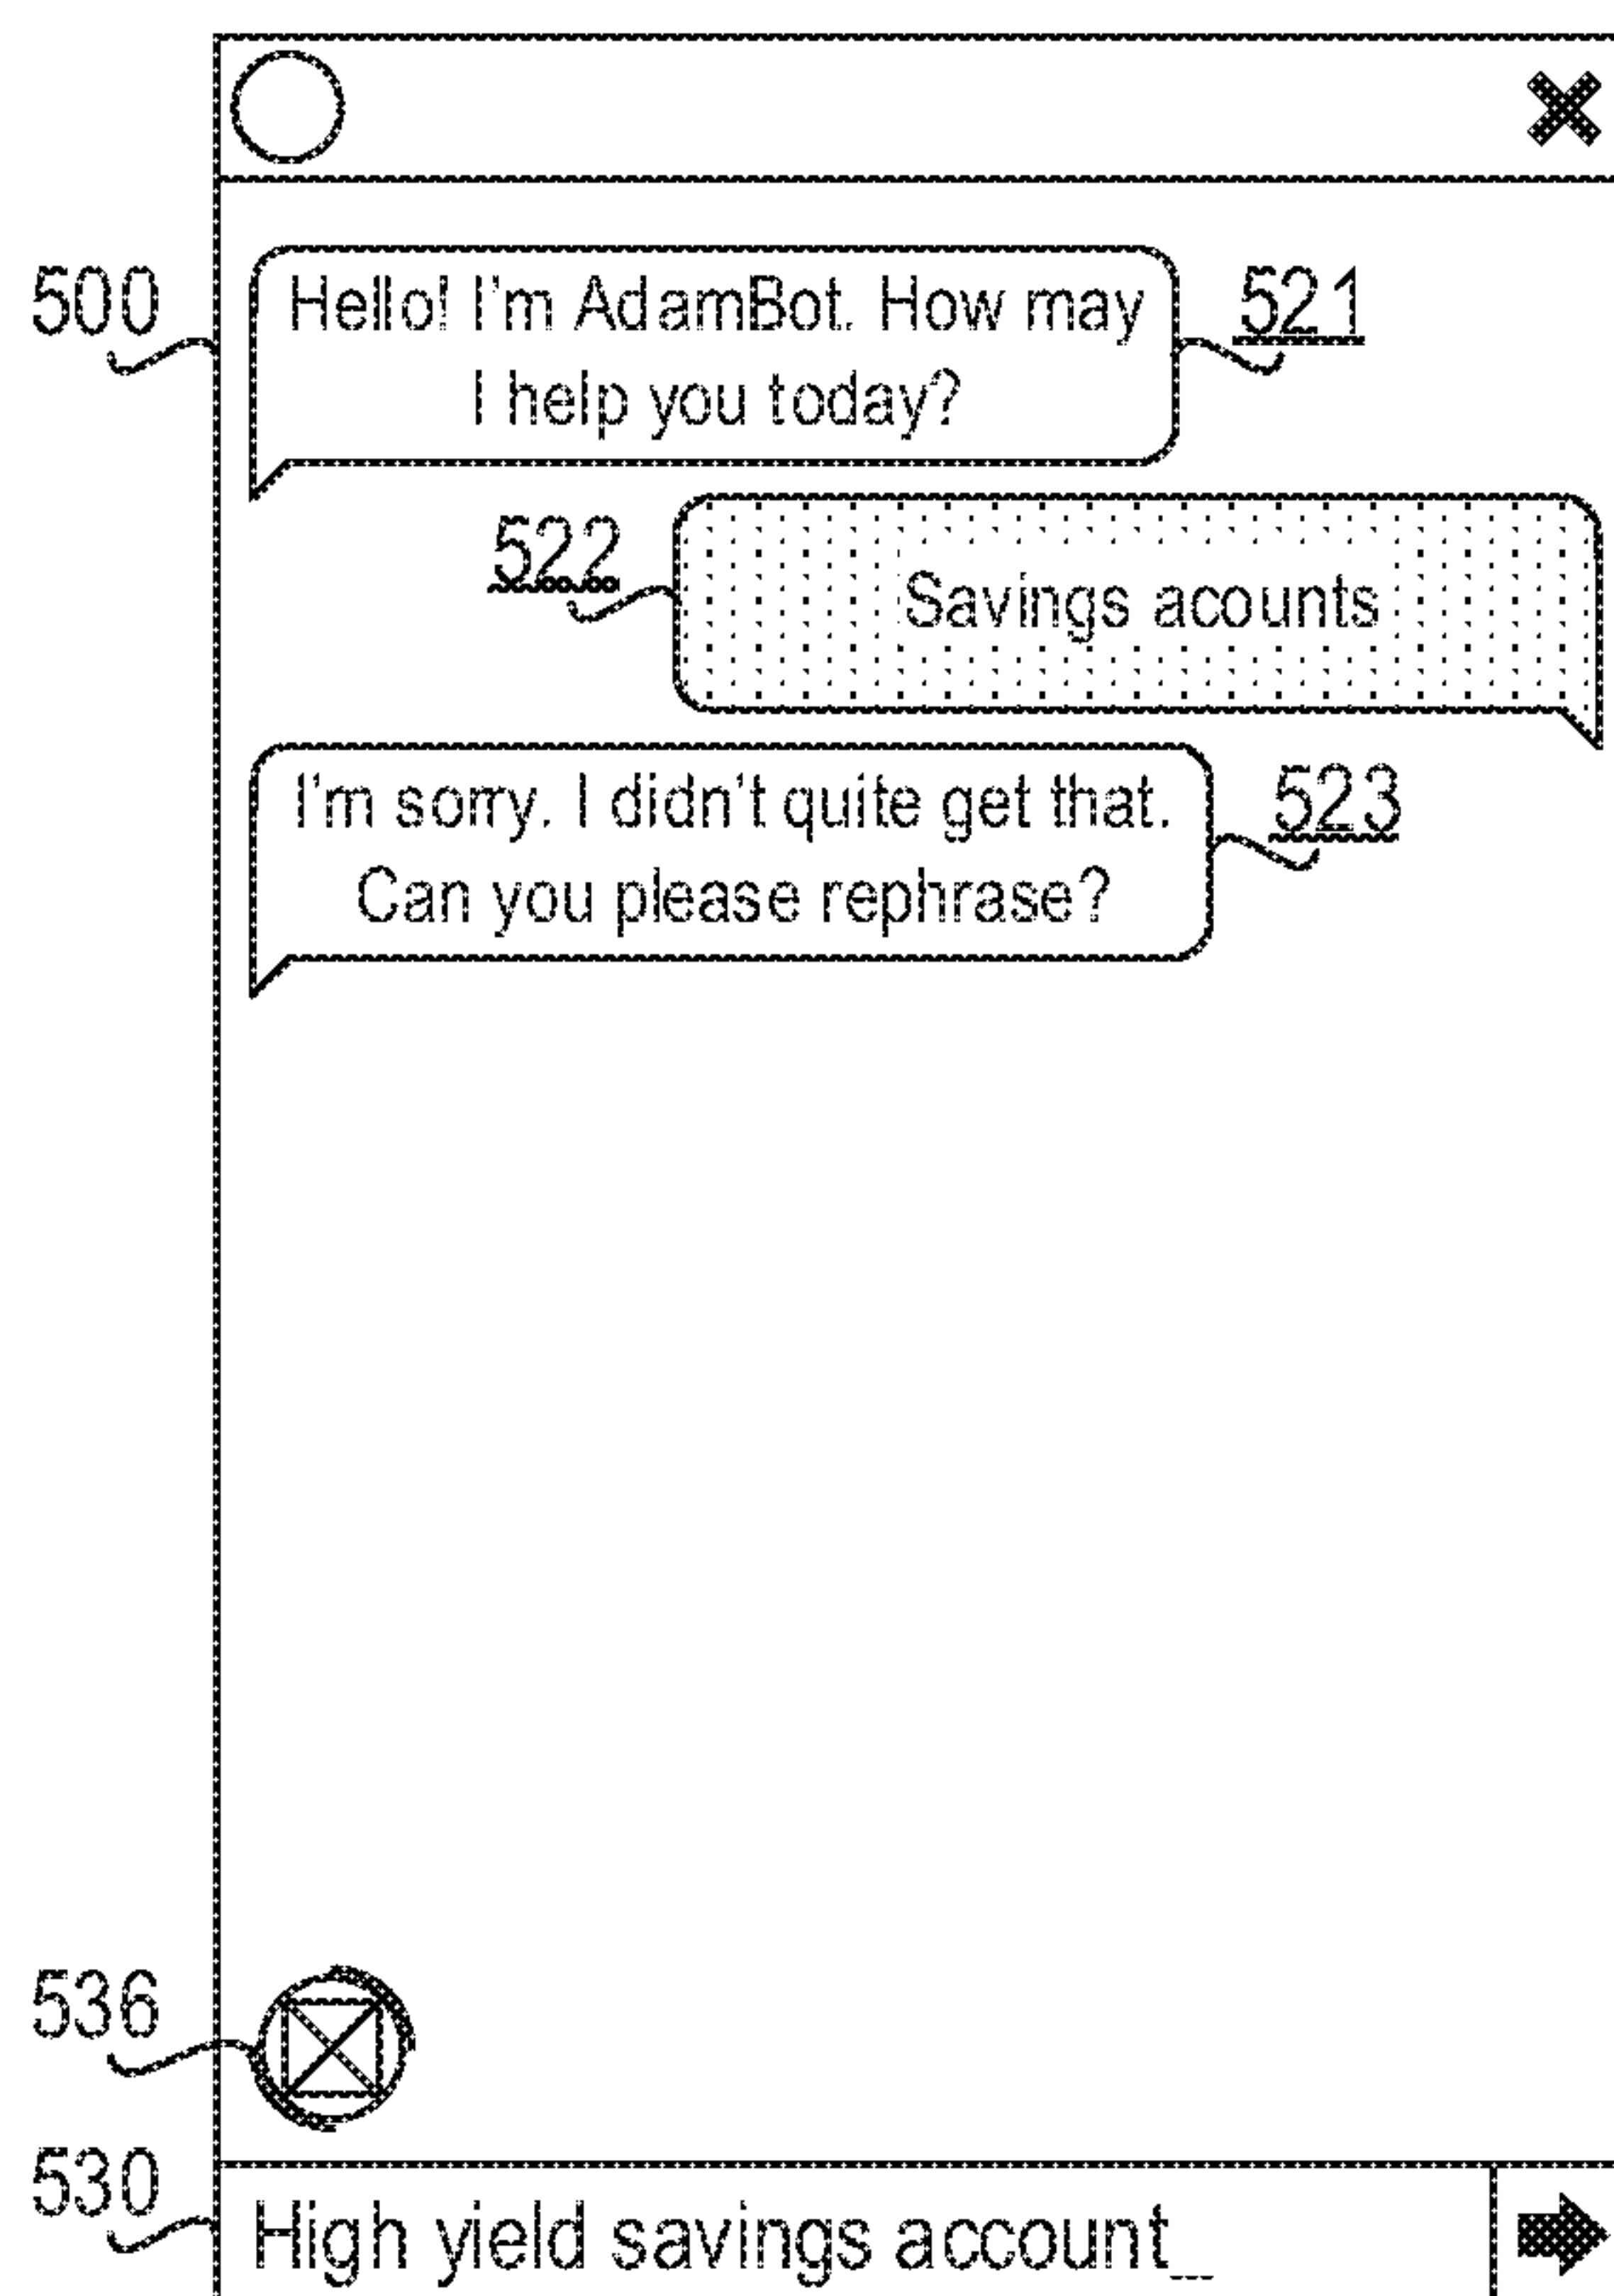 500
Hello! I'm AdamBot. How may
I help you today?
521
522
Savings acounts
I'm sorry. I didn't quite get that.
Can you please rephrase?
523
536
530
High yield savings account_